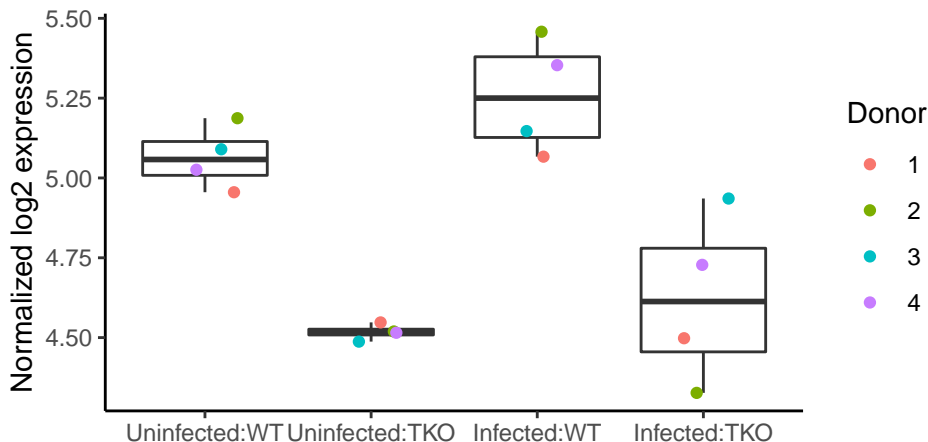 Normalized log2 expression
5.50
5.25
5.00
4.75
4.50
Uninfected:WT
Uninfected:TKO
Infected:WT
Infected:TKO
Donor
1
2
3
4